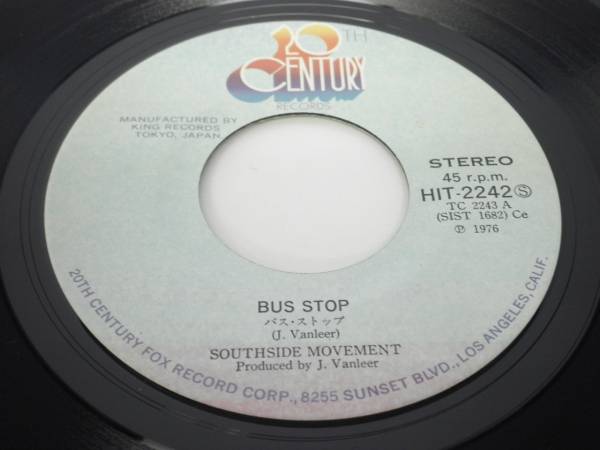 20TH
CENTURY
RECORDS
MANUFACTURED BY
KING RECORDS
TOKYO, JAPAN
STEREO
45 r.p.m.
HIT-2242Ⓢ
TC 2243 A
(SIST 1682) Ce
Ⓟ 1976
BUS STOP
バス・ストップ
(J. Vanleer)
SOUTHSIDE MOVEMENT
Produced by J. Vanleer
20TH CENTURY FOX RECORD CORP., 8255 SUNSET BLVD., LOS ANGELES, CALIF.